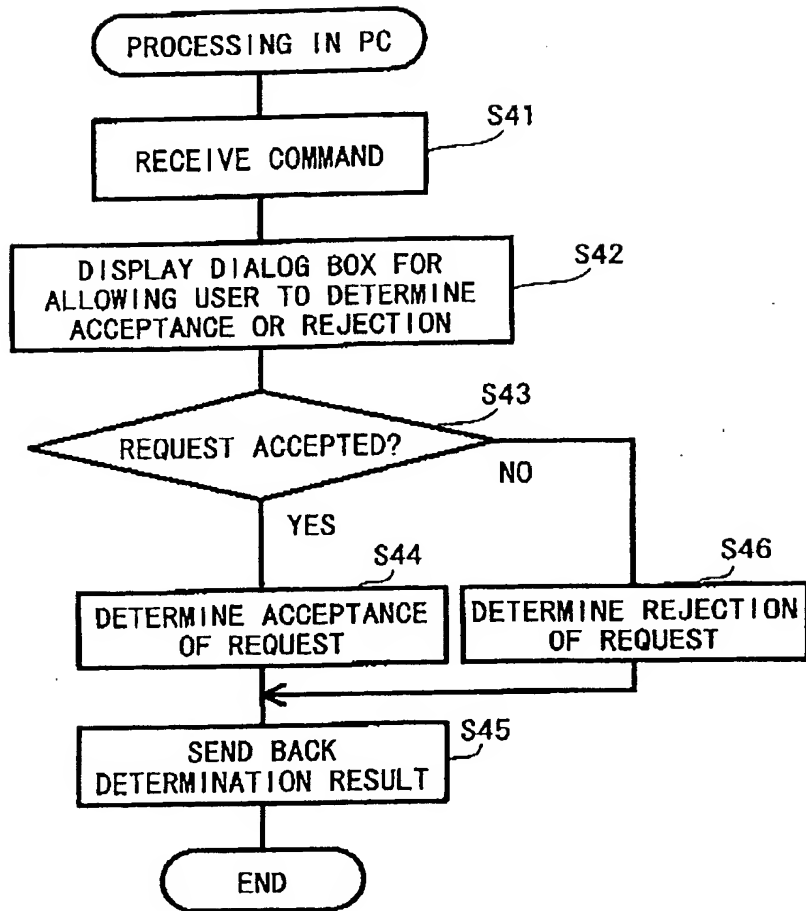 PROCESSING IN PC
S41
RECEIVE COMMAND
S42
DISPLAY DIALOG BOX FOR
ALLOWING USER TO DETERMINE
ACCEPTANCE OR REJECTION
S43
REQUEST ACCEPTED?
NO
YES
S44
DETERMINE ACCEPTANCE
OF REQUEST
S46
DETERMINE REJECTION
OF REQUEST
S45
SEND BACK
DETERMINATION RESULT
END